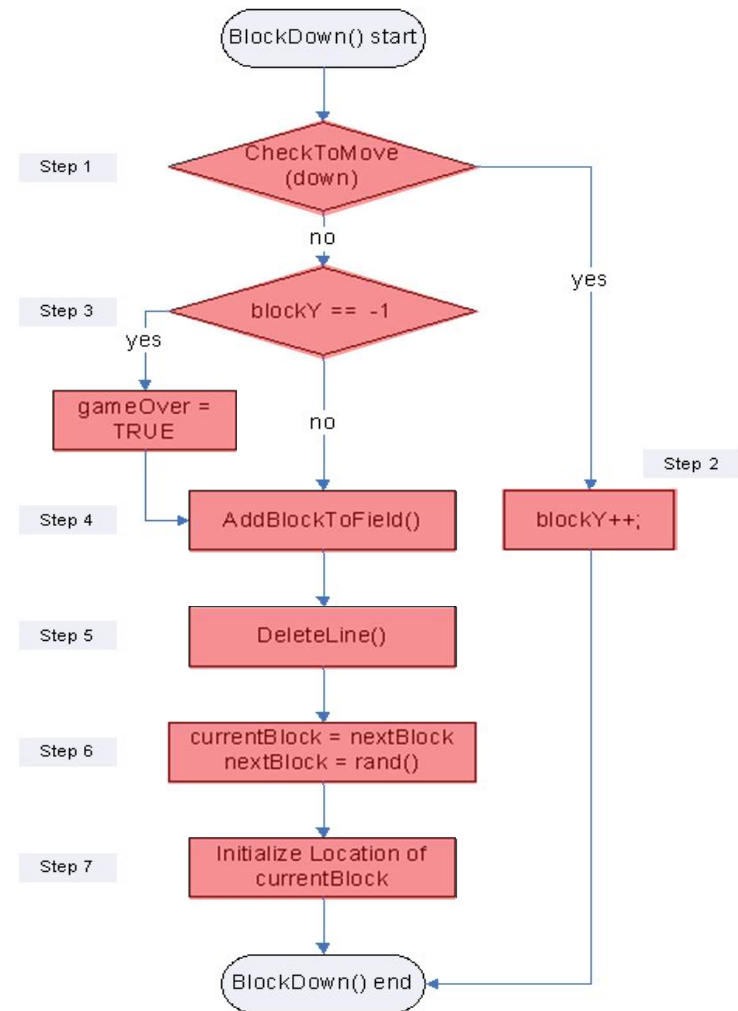 BlockDown() start
Step 1
CheckToMove
(down)
no
yes
Step 3
blockY == -1
yes
gameOver =
TRUE
no
Step 2
Step 4
AddBlockToField()
blockY++;
Step 5
DeleteLine()
Step 6
currentBlock = nextBlock
nextBlock = rand()
Step 7
Initialize Location of
currentBlock
BlockDown() end